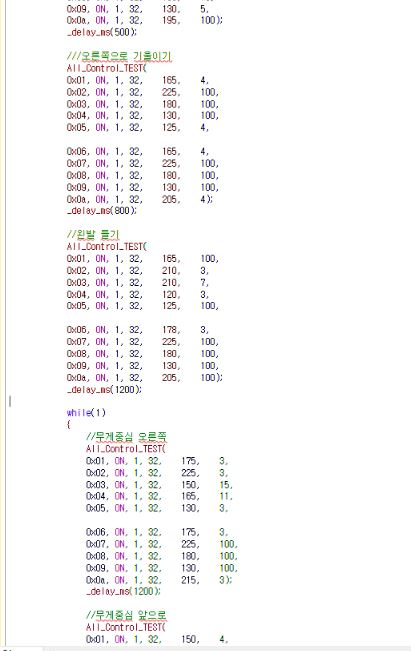 0x09, ON, 1, 32, 130, 5,
0x0a, ON, 1, 32, 195, 100);
_delay_ms(500);
///오른쪽으로 기울이기
All_Control_TEST(
0x01, ON, 1, 32, 165, 4,
0x02, ON, 1, 32, 225, 100,
0x03, ON, 1, 32, 180, 100,
0x04, ON, 1, 32, 130, 100,
0x05, ON, 1, 32, 125, 4,
0x06, ON, 1, 32, 165, 4,
0x07, ON, 1, 32, 225, 100,
0x08, ON, 1, 32, 180, 100,
0x09, ON, 1, 32, 130, 100,
0x0a, ON, 1, 32, 205, 4);
_delay_ms(800);
//왼발 들기
All_Control_TEST(
0x01, ON, 1, 32, 165, 100,
0x02, ON, 1, 32, 210, 3,
0x03, ON, 1, 32, 210, 7,
0x04, ON, 1, 32, 120, 3,
0x05, ON, 1, 32, 125, 100,
0x06, ON, 1, 32, 178, 3,
0x07, ON, 1, 32, 225, 100,
0x08, ON, 1, 32, 180, 100,
0x09, ON, 1, 32, 130, 100,
0x0a, ON, 1, 32, 205, 100);
_delay_ms(1200);
while(1)
{
//무게중심 오른쪽
All_Control_TEST(
0x01, ON, 1, 32, 175, 3,
0x02, ON, 1, 32, 225, 3,
0x03, ON, 1, 32, 150, 15,
0x04, ON, 1, 32, 165, 11,
0x05, ON, 1, 32, 130, 3,
0x06, ON, 1, 32, 175, 3,
0x07, ON, 1, 32, 225, 100,
0x08, ON, 1, 32, 180, 100,
0x09, ON, 1, 32, 130, 100,
0x0a, ON, 1, 32, 215, 3);
_delay_ms(1200);
//무게중심 앞으로
All_Control_TEST(
0x01, ON, 1, 32, 150, 4,